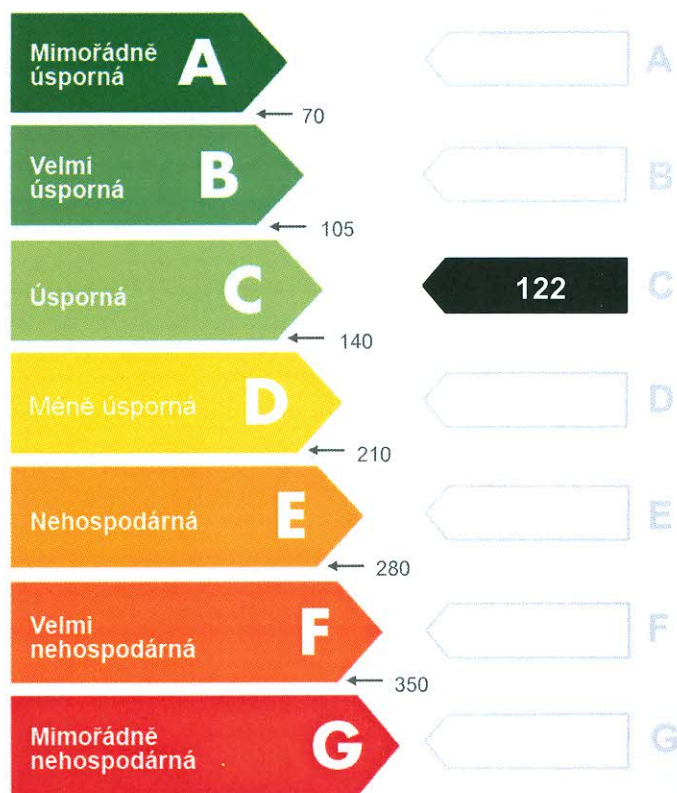 Mimořádně
úsporná
A
A
70
Velmi
úsporná
B
B
105
Úsporná
C
122
C
140
Méně úsporná
D
D
210
Nehospodárná
E
E
280
Velmi
nehospodárná
F
F
350
Mimořádně
nehospodárná
G
G